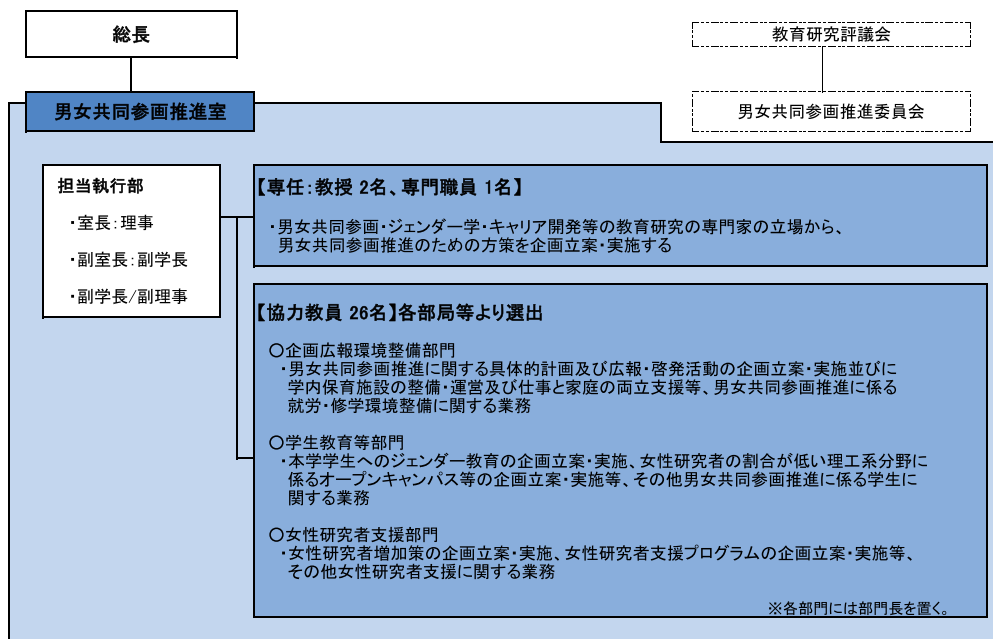 総長
教育研究評議会
男女共同参画推進室
男女共同参画推進委員会
担当執行部
・室長：理事
・副室長：副学長
・副学長/副理事
【専任：教授 2名、専門職員 1名】
・男女共同参画・ジェンダー学・キャリア開発等の教育研究の専門家の立場から、
男女共同参画推進のための方策を企画立案・実施する
【協力教員 26名】各部局等より選出
○企画広報環境整備部門
・男女共同参画推進に関する具体的計画及び広報・啓発活動の企画立案・実施並びに
学内保育施設の整備・運営及び仕事と家庭の両立支援等、男女共同参画推進に係る
就労・修学環境整備に関する業務
○学生教育等部門
・本学学生へのジェンダー教育の企画立案・実施、女性研究者の割合が低い理工系分野に
係るオープンキャンパス等の企画立案・実施等、その他男女共同参画推進に係る学生に
関する業務
○女性研究者支援部門
・女性研究者増加策の企画立案・実施、女性研究者支援プログラムの企画立案・実施等、
その他女性研究者支援に関する業務
※各部門には部門長を置く。